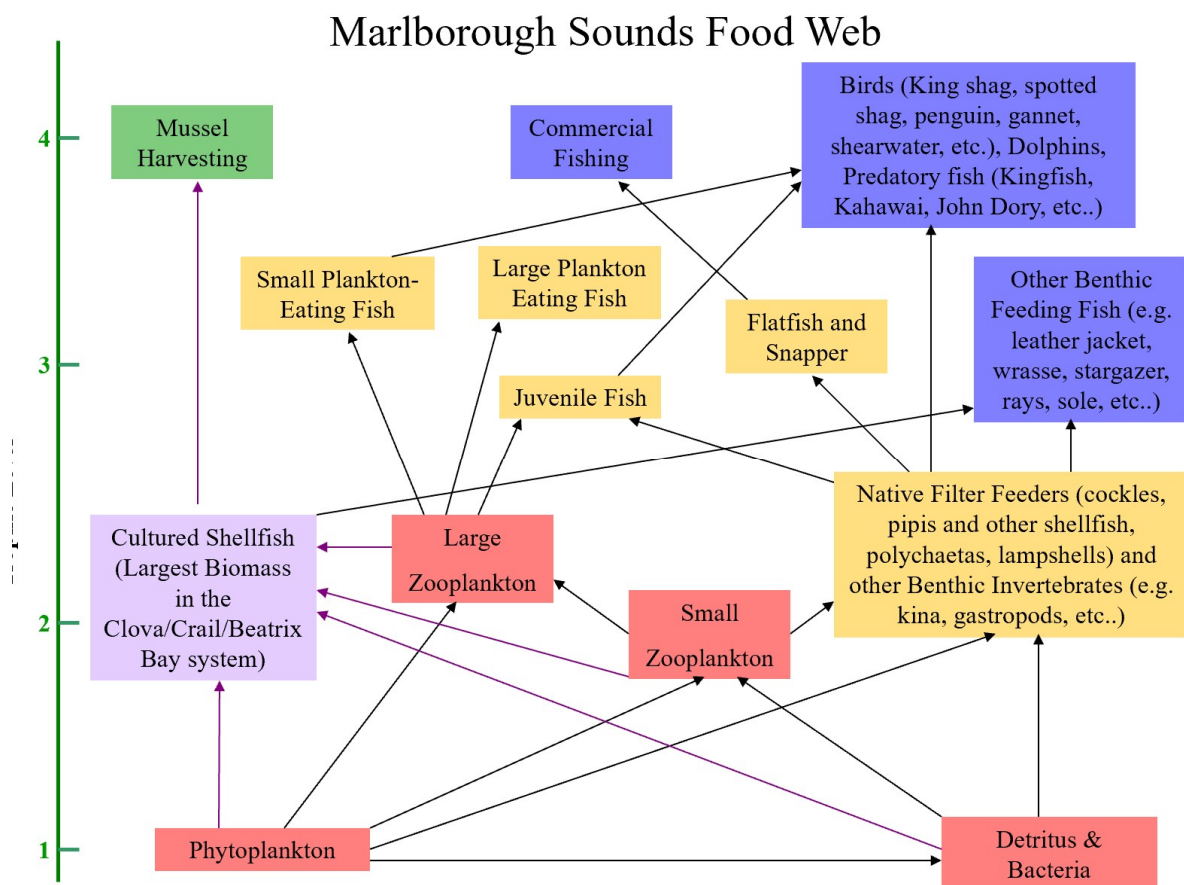 Marlborough Sounds Food Web
4
3
2
1
Mussel
Harvesting
Commercial
Fishing
Birds (King shag, spotted
shag, penguin, gannet,
shearwater, etc.), Dolphins,
Predatory fish (Kingfish,
Kahawai, John Dory, etc..)
Small Plankton-
Eating Fish
Large Plankton
Eating Fish
Flatfish and
Snapper
Other Benthic
Feeding Fish (e.g.
leather jacket,
wrasse, stargazer,
rays, sole, etc..)
Juvenile Fish
Cultured Shellfish
(Largest Biomass
in the
Clova/Crail/Beatrix
Bay system)
Large
Zooplankton
Small
Zooplankton
Native Filter Feeders (cockles,
pipis and other shellfish,
polychaetas, lampshells) and
other Benthic Invertebrates (e.g.
kina, gastropods, etc..)
Phytoplankton
Detritus &
Bacteria